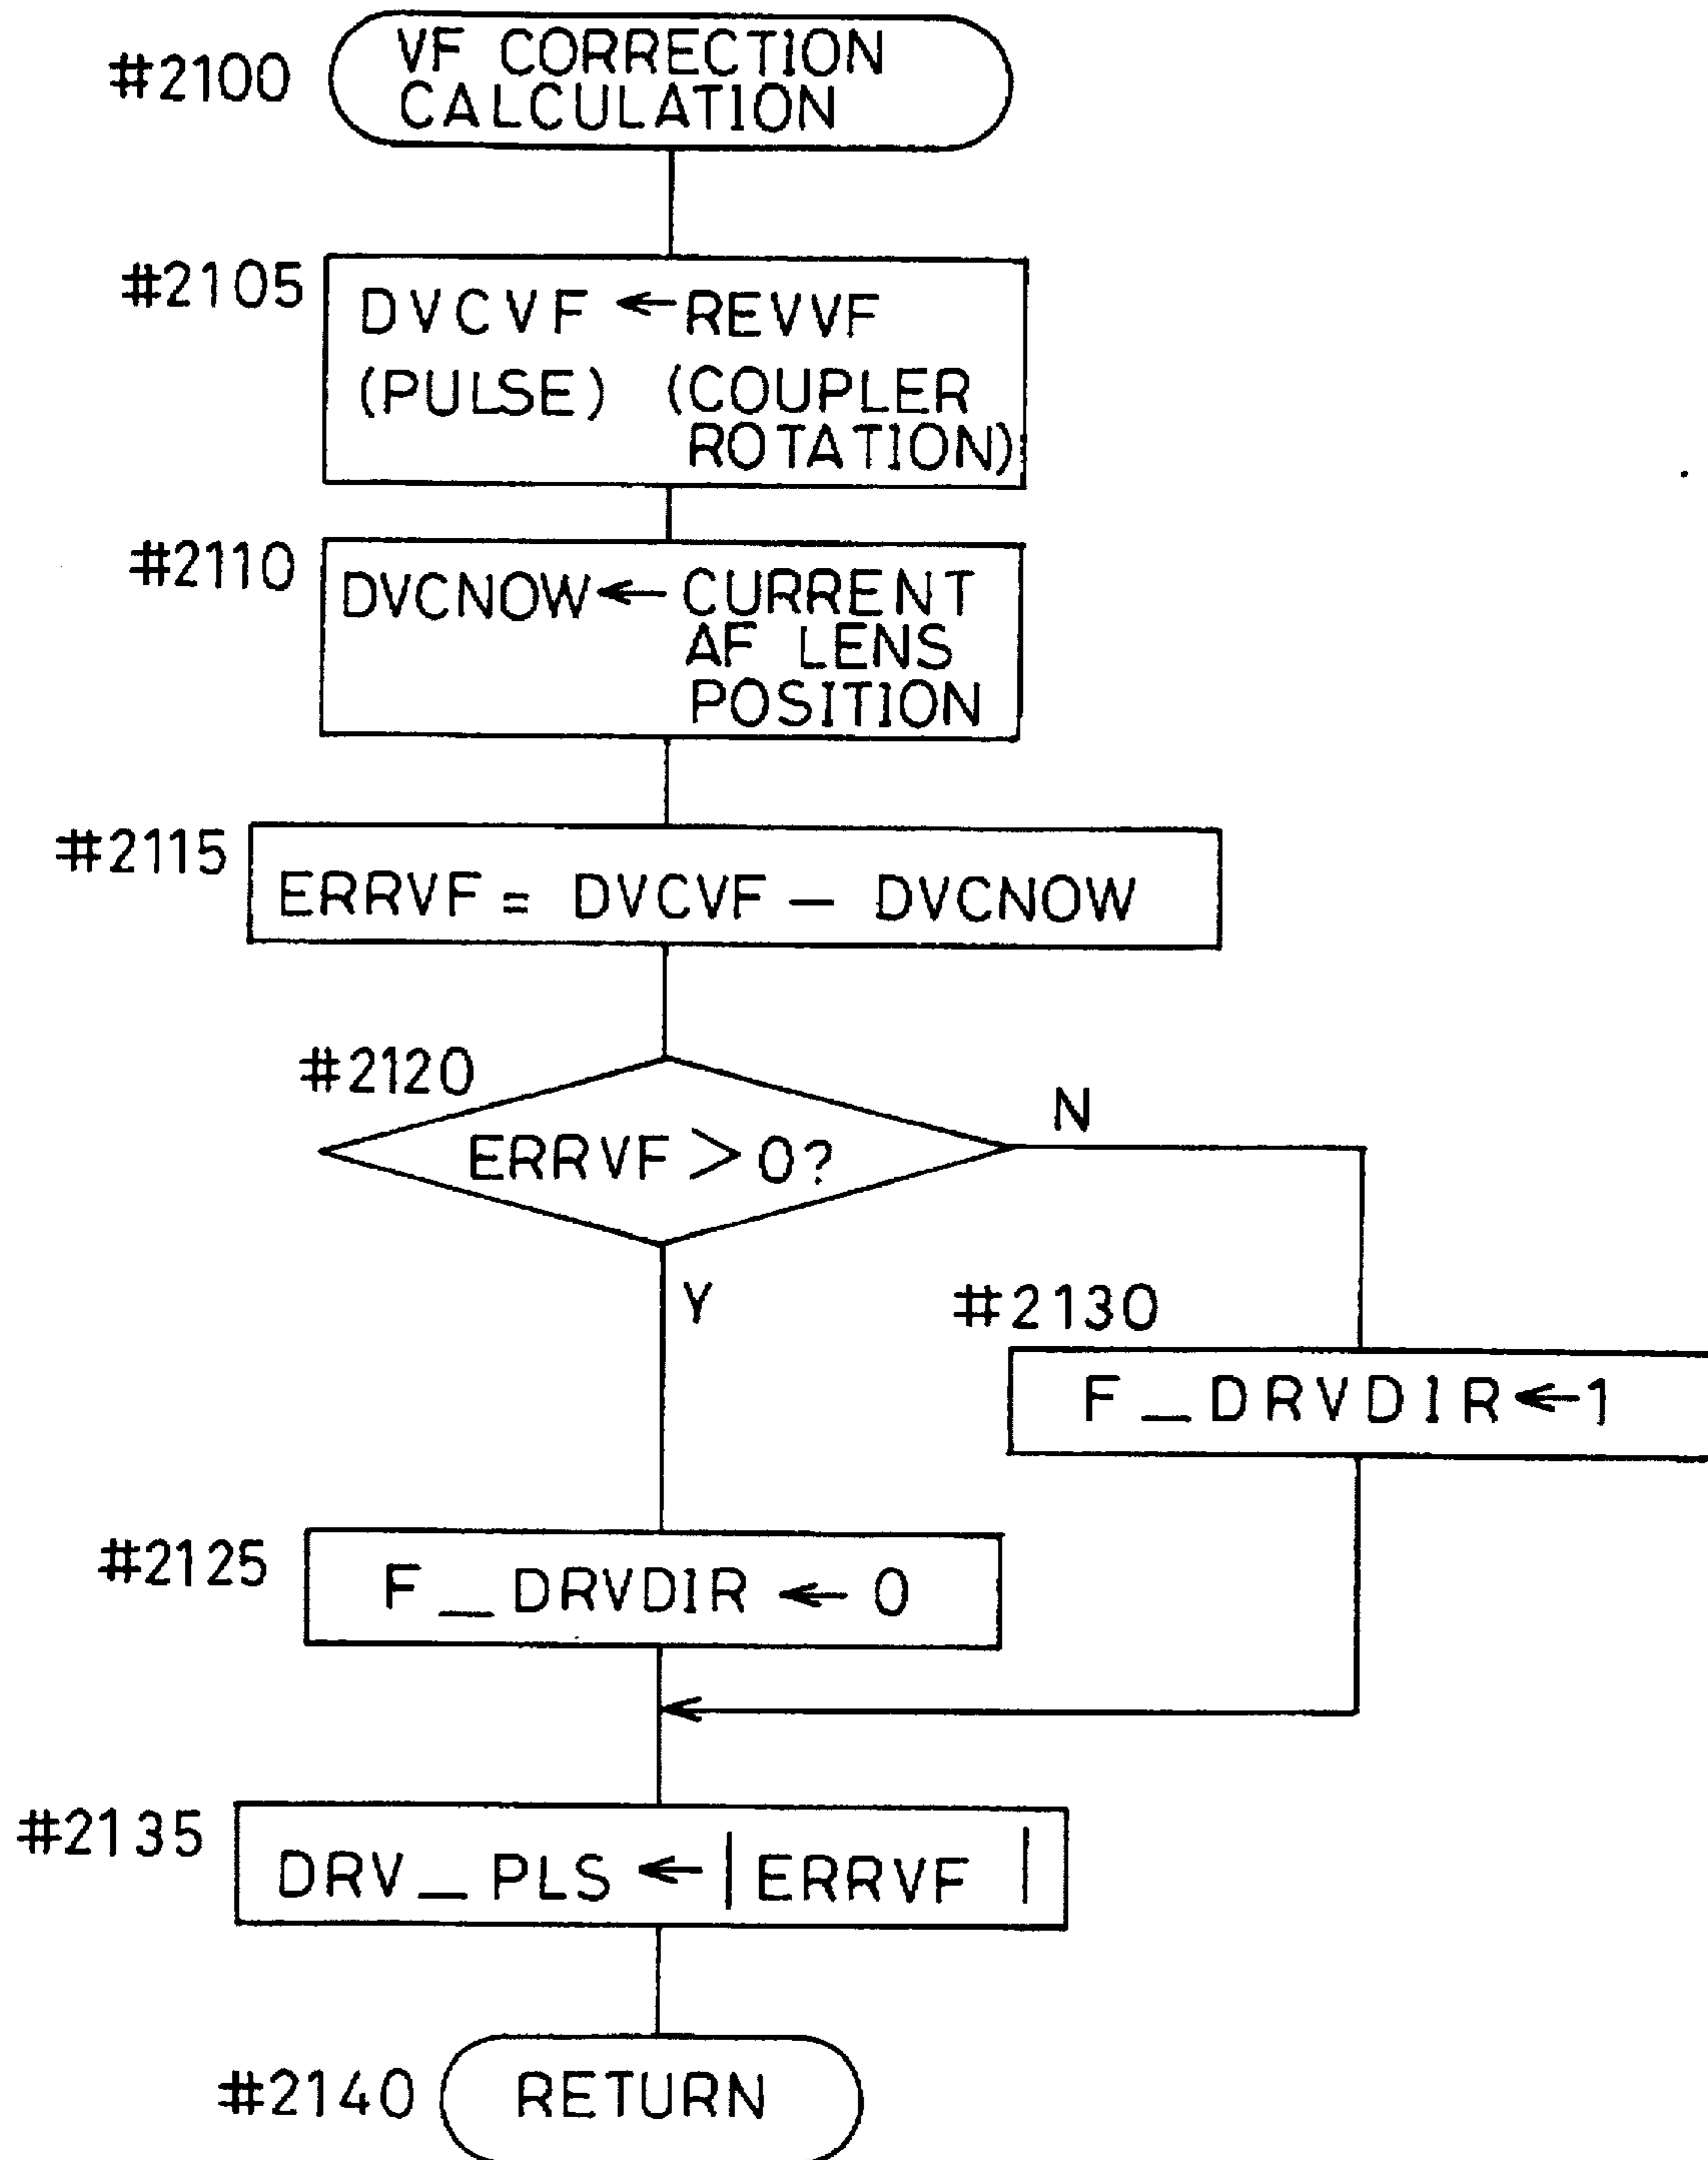 #2100
VF CORRECTION
CALCULATION
#2105
DVCVF ← REVVF
(PULSE) (COUPLER
ROTATION)
#2110
DVCNOW ← CURRENT
AF LENS
POSITION
#2115
ERRVF = DVCVF – DVCNOW
#2120
ERRVF > 0?
N
Y
#2130
F_DRVDIR ← 1
#2125
F_DRVDIR ← 0
#2135
DRV_PLS ← |ERRVF|
#2140
RETURN